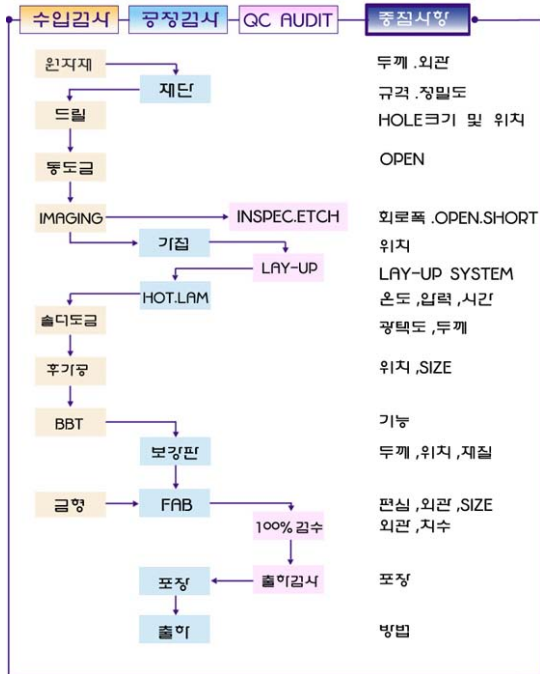 수입검사 공정검사 QC AUDIT 중점사항
원자재 두께 .외관
재단 규격 .정밀도
드릴 HOLE크기 및 위치
동도금 OPEN
IMAGING INSPEC.ETCH 회로폭 .OPEN.SHORT
가접 위치
LAY-UP LAY-UP SYSTEM
HOT.LAM 온도 ,압력 ,시간
솔더도금 광택도 ,두께
후가공 위치 ,SIZE
BBT 기능
보강판 두께 ,위치 ,재질
금형 FAB 편심 ,외관 ,SIZE
100% 검수 외관 ,치수
포장 출하검사 포장
출하 방법